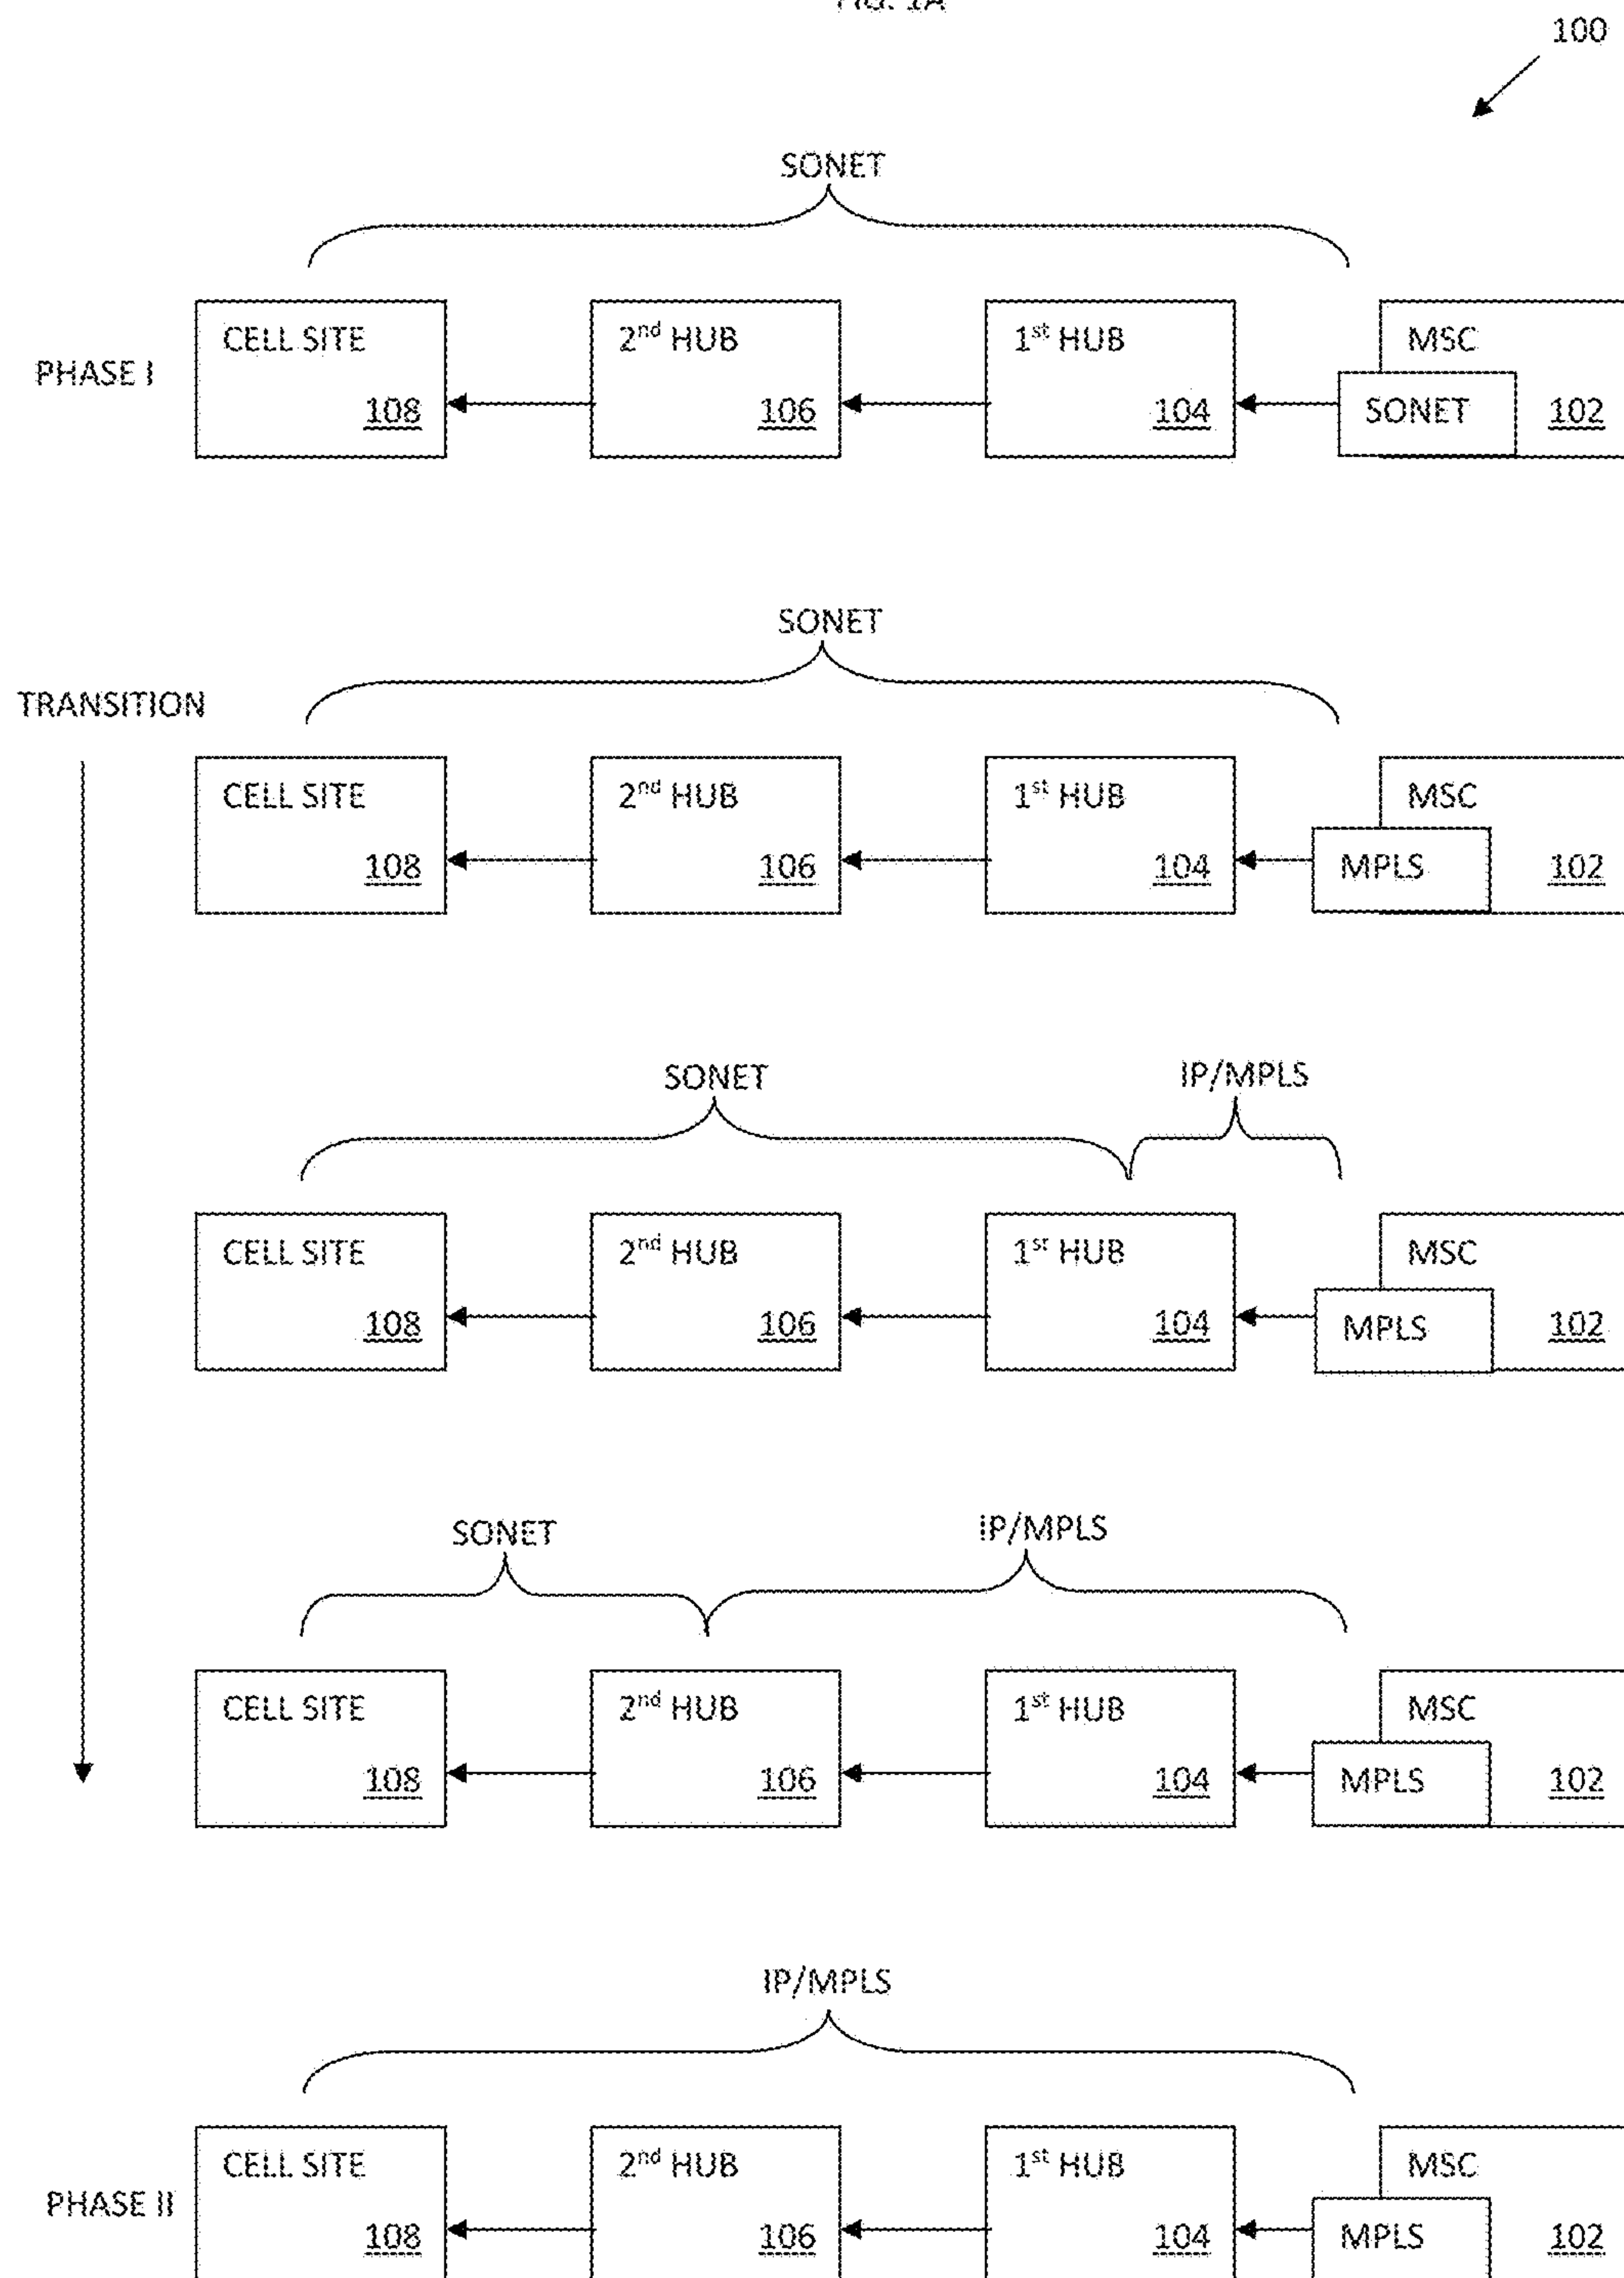 FIG. 1A
100
SONET
PHASE I
CELL SITE
108
2nd HUB
106
1st HUB
104
MSC
SONET
102
SONET
TRANSITION
CELL SITE
108
2nd HUB
106
1st HUB
104
MSC
MPLS
102
SONET
IP/MPLS
CELL SITE
108
2nd HUB
106
1sr HUB
104
MSC
MPLS
102
SONET
IP/MPLS
CELL SITE
108
2nd HUB
106
1st HUB
104
MSC
MPLS
102
IP/MPLS
PHASE II
CELL SITE
108
2nd HUB
106
1st HUB
104
MSC
MPLS
102